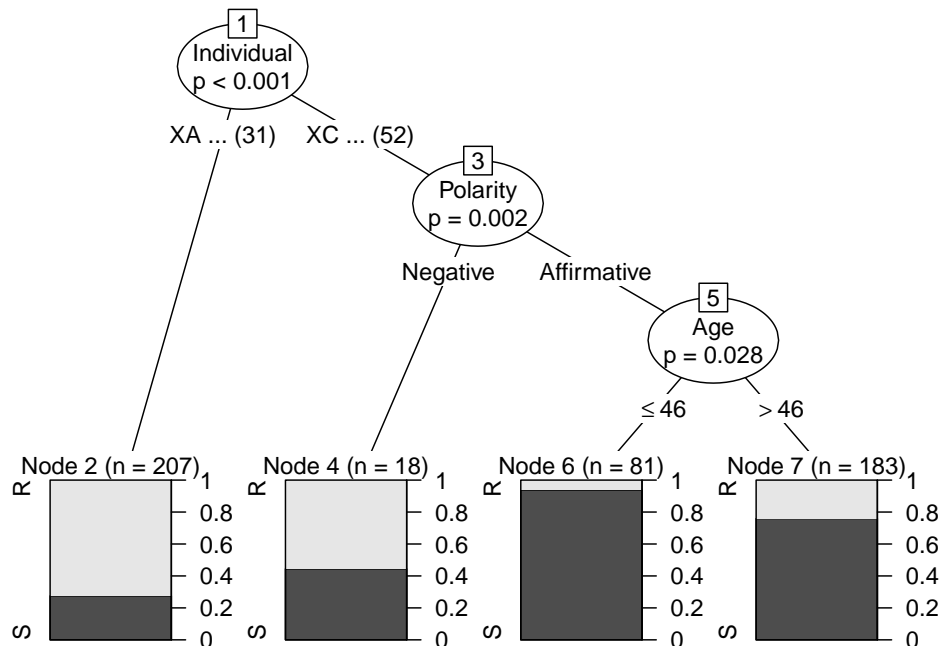 1
Individual
p < 0.001
XA ... (31)
XC ... (52)
3
Polarity
p = 0.002
Negative
Affirmative
5
Age
p = 0.028
≤ 46
> 46
Node 2 (n = 207)
R
S
1
0.8
0.6
0.4
0.2
0
Node 4 (n = 18)
R
S
1
0.8
0.6
0.4
0.2
0
Node 6 (n = 81)
R
S
1
0.8
0.6
0.4
0.2
0
Node 7 (n = 183)
R
S
1
0.8
0.6
0.4
0.2
0